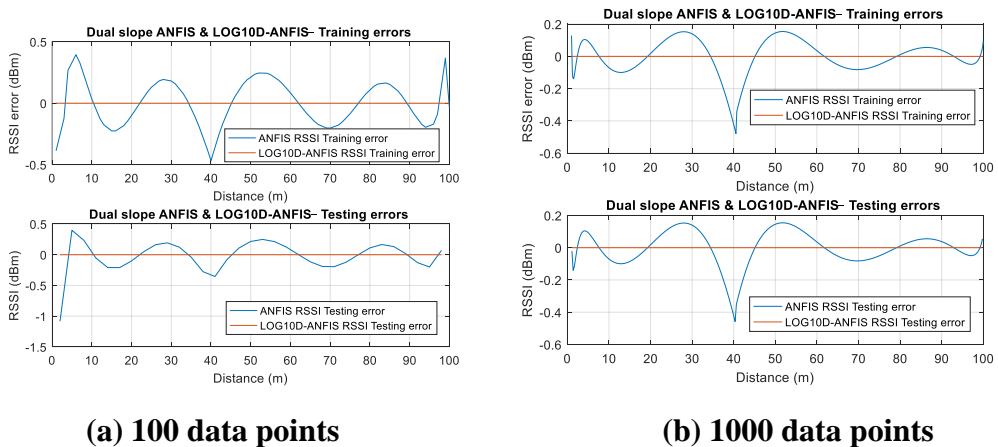 Dual slope ANFIS & LOG10D-ANFIS– Training errors
RSSI error (dBm)
0.5
0
-0.5
ANFIS RSSI Training error
LOG10D-ANFIS RSSI Training error
0 10 20 30 40 50 60 70 80 90 100
Distance (m)
Dual slope ANFIS & LOG10D-ANFIS– Testing errors
RSSI (dBm)
0.5
0
-0.5
-1
-1.5
ANFIS RSSI Testing error
LOG10D-ANFIS RSSI Testing error
0 10 20 30 40 50 60 70 80 90 100
Distance (m)
(a) 100 data points
Dual slope ANFIS & LOG10D-ANFIS– Training errors
RSSI error (dBm)
0.2
0
-0.2
-0.4
-0.6
ANFIS RSSI Training error
LOG10D-ANFIS RSSI Training error
0 10 20 30 40 50 60 70 80 90 100
Distance (m)
Dual slope ANFIS & LOG10D-ANFIS– Testing errors
RSSI (dBm)
0.2
0
-0.2
-0.4
-0.6
ANFIS RSSI Testing error
LOG10D-ANFIS RSSI Testing error
0 10 20 30 40 50 60 70 80 90 100
Distance (m)
(b) 1000 data points